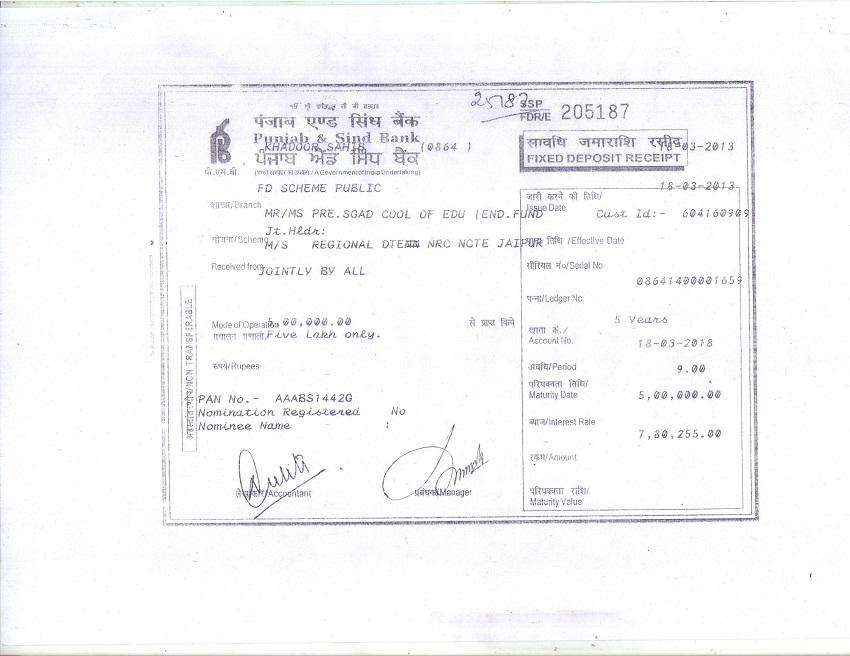 25187
SSP
FDR/E 205187
ਪੰਜਾਬ ਐਂਡ ਸਿੰਧ ਬੈਂਕ
Punjab & Sind Bank
KHADOOR SAHIB (0864 )
पंजाब एण्ड सिंध बैंक
(भारत सरकार का उपक्रम / A Government of India Undertaking)
पी.एस.बी.
सावधि जमाराशि रसीद
FIXED DEPOSIT RECEIPT
18-03-2013
FD SCHEME PUBLIC
18-03-2013
शाखा/Branch
MR/MS PRE.SGAD COOL OF EDU (END.FUND
जारी करने की तिथि/
Issue Date
Cust Id:- 604160909
Jt.Hldr:
योजना/Scheme
M/S REGIONAL DTE NRC NCTE JAIPUR
तिथि /Effective Date
Received from
JOINTLY BY ALL
सीरियल नं०/Serial No.
08641400001659
पन्ना/Ledger No.
अहस्तांतरणीय/NON TRANSFERABLE
Mode of Operation
5,00,000.00
से प्राप्त किये
5 Years
परिचालन प्रणाली
Five Lakh only.
खाता क्रं./
Account No.
18-03-2018
रुपये/Rupees
अवधि/Period
9.00
परिपक्वता तिथि/
Maturity Date
5,00,000.00
PAN No.- AAABS1442G
Nomination Registered No
Nominee Name :
ब्याज/Interest Rate
7,80,255.00
रकम/Amount
लेखाकार/Accountant
प्रबंधक/Manager
परिपक्वता राशि/
Maturity Value